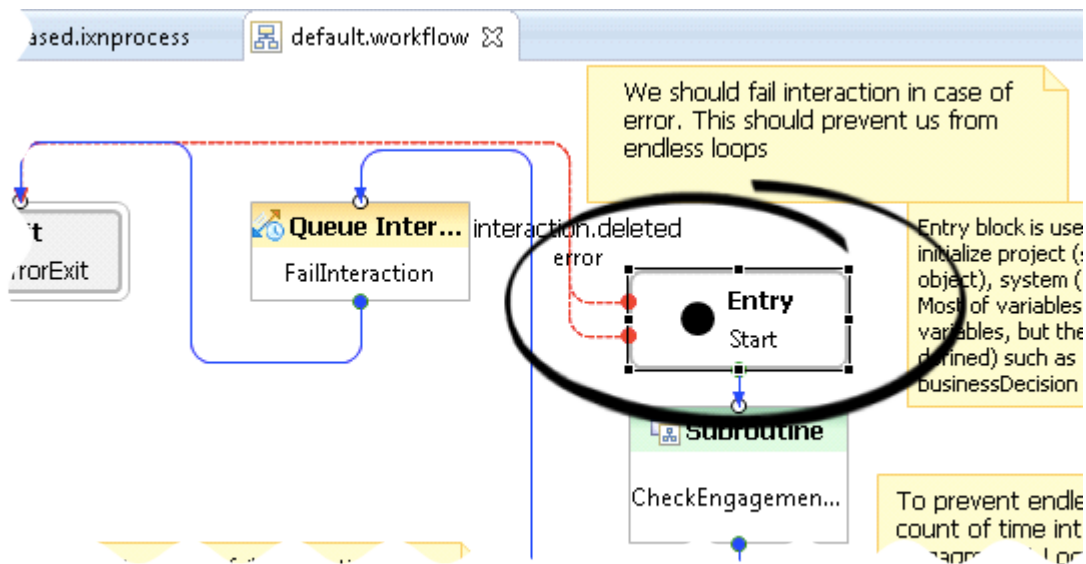 ased.ixnprocess
default.workflow
We should fail interaction in case of
error. This should prevent us from
endless loops
Queue Inter...
FailInteraction
interaction.deleted
error
Entry
Start
Entry block is use
initialize project (s
object), system (
Most of variables
variables, but the
defined) such as
businessDecision
Subroutine
CheckEngagemen...
To prevent endle
count of time int